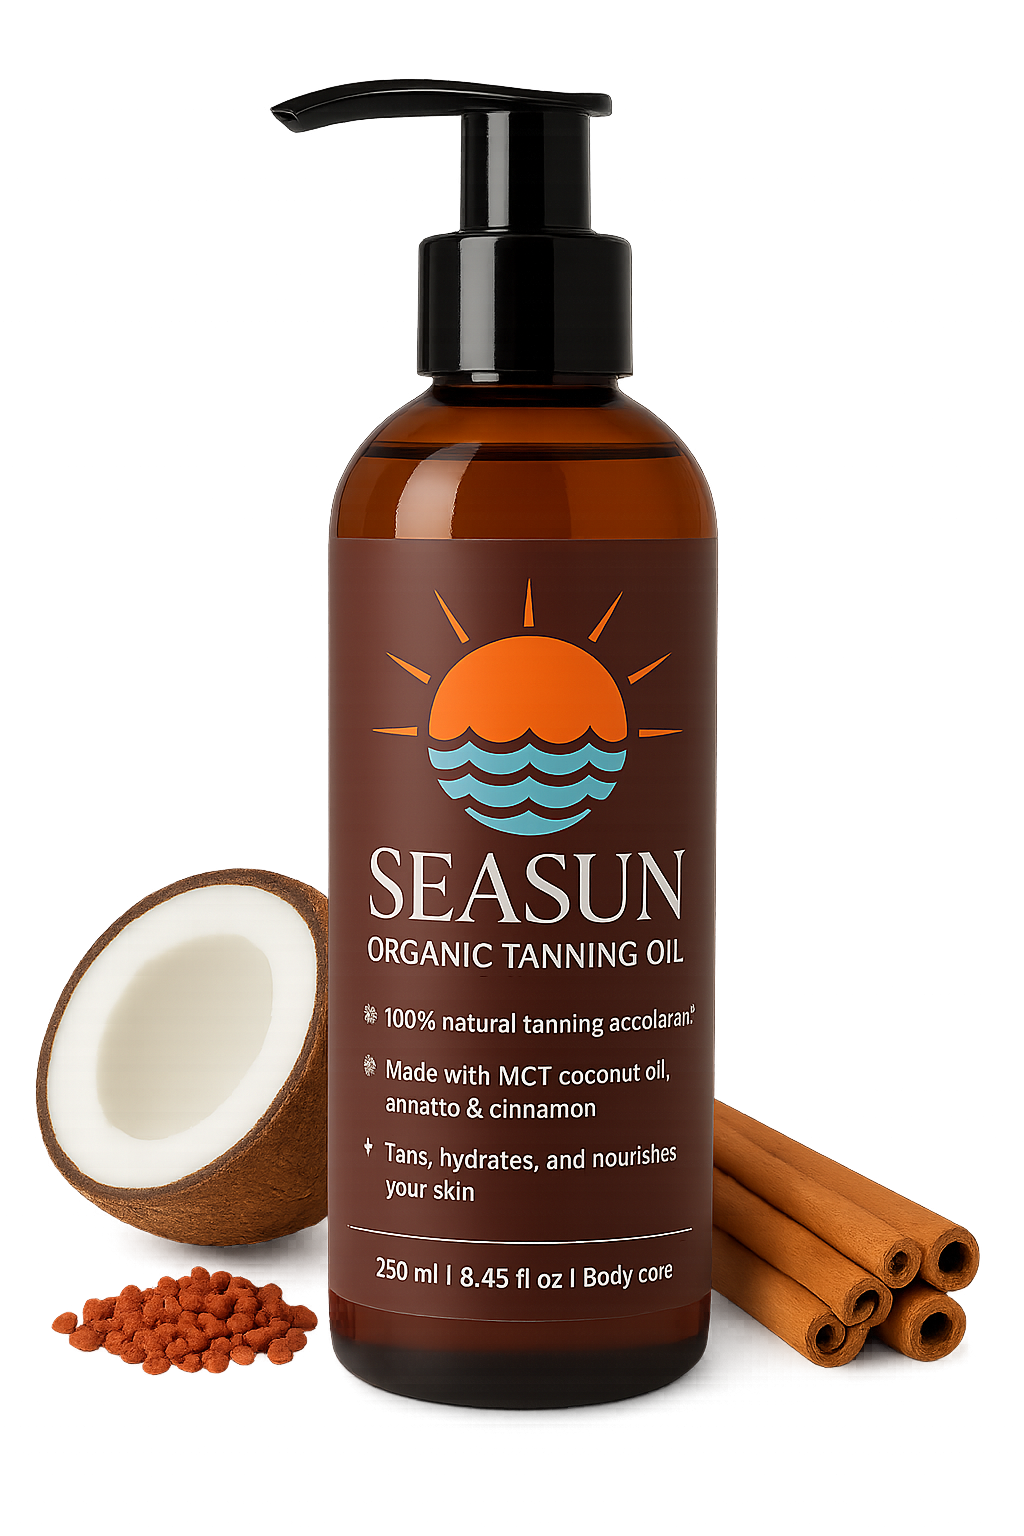 SEASUN
ORGANIC TANNING OIL
100% natural tanning accolaran.
Made with MCT coconut oil,
annatto & cinnamon
Tans, hydrates, and nourishes
your skin
250 ml | 8.45 fl oz | Body core